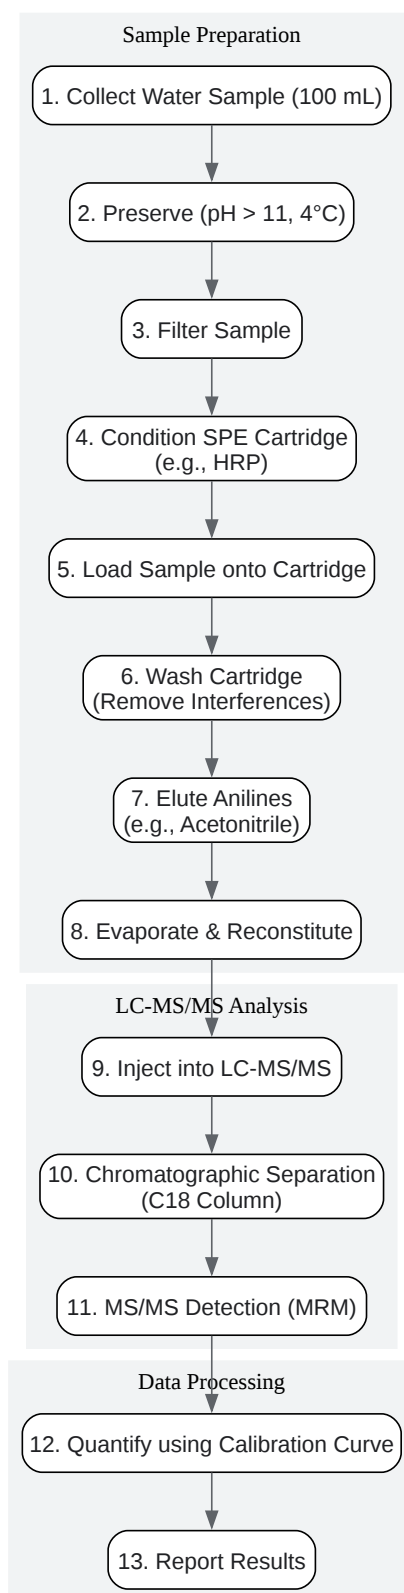 Sample Preparation
1. Collect Water Sample (100 mL)
2. Preserve (pH > 11, 4°C)
3. Filter Sample
4. Condition SPE Cartridge
(e.g., HRP)
5. Load Sample onto Cartridge
6. Wash Cartridge
(Remove Interferences)
7. Elute Anilines
(e.g., Acetonitrile)
8. Evaporate & Reconstitute
LC-MS/MS Analysis
9. Inject into LC-MS/MS
10. Chromatographic Separation
(C18 Column)
11. MS/MS Detection (MRM)
Data Processing
12. Quantify using Calibration Curve
13. Report Results